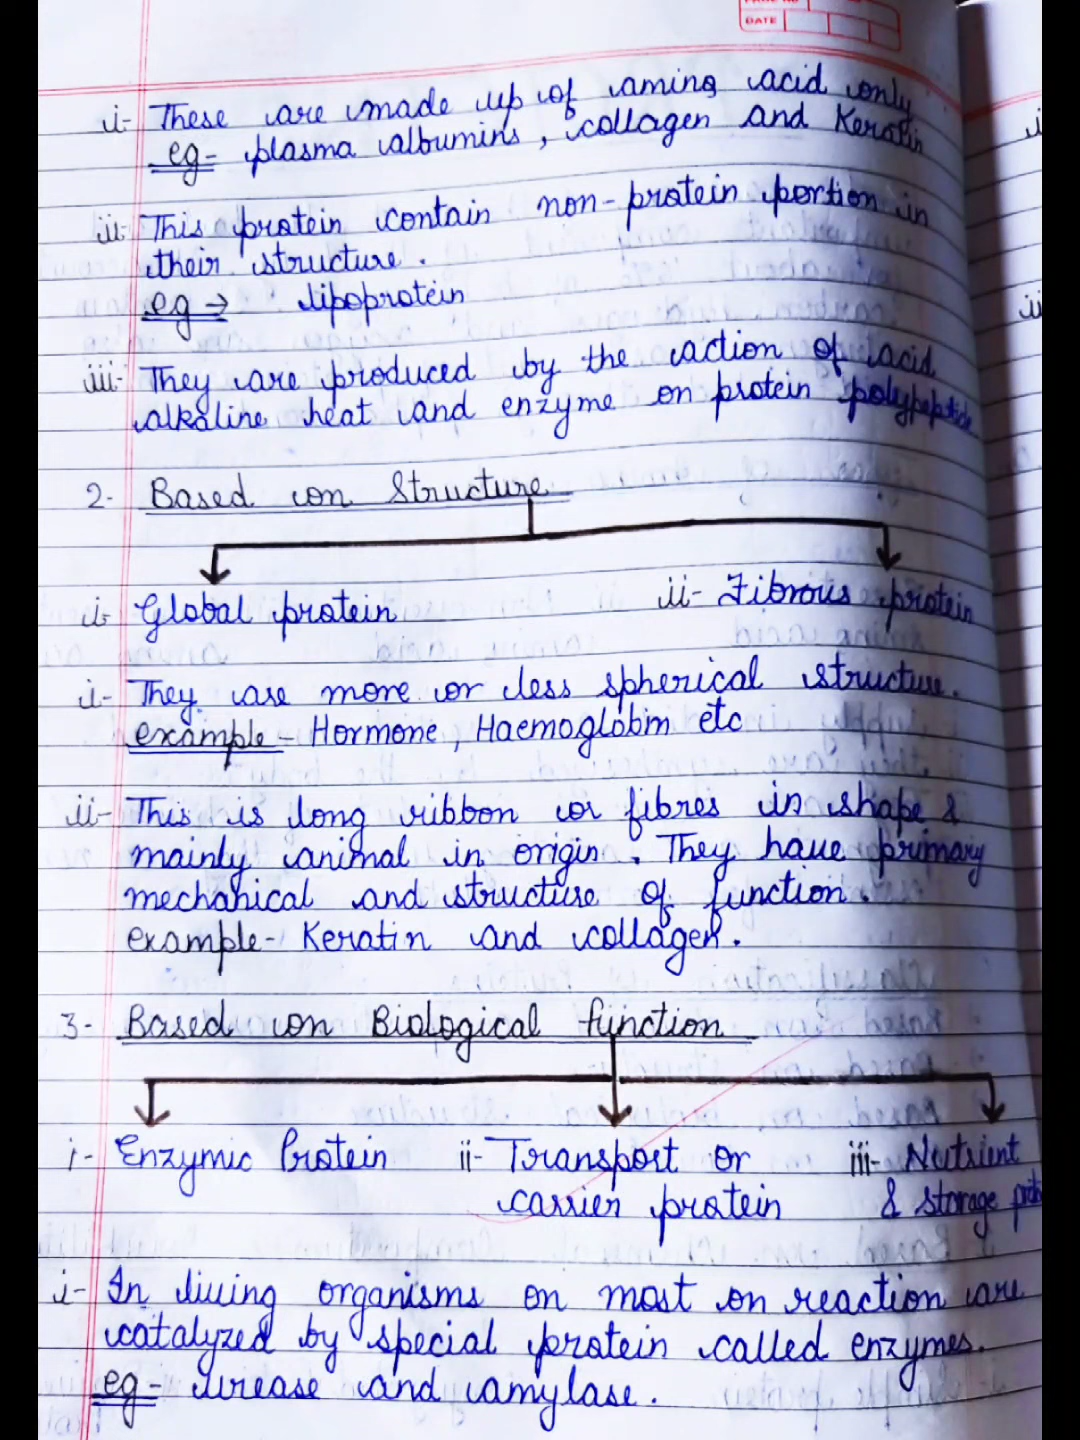 DATE
i- These are made up of amino acid only
eg= plasma albumins, collagen and Keratin
ii- This protein contain non-protein portion in
their structure.
eg → lipoprotein
iii- They are produced by the action of acid
alkaline heat and enzyme on protein polypeptide
2- Based on Structure
i- Global protein ii- Fibrous protein
i- They are more or less spherical structure.
example- Hormone, Haemoglobin etc
ii- This is long ribbon or fibres in shape &
mainly animal in origin. They have primary
mechanical and structure of function.
example- Keratin and collagen.
3- Based on Biological function
i- Enzymic Protein ii- Transport or iii- Nutrient
carrier protein & storage
i- In living organisms on most on reaction are
catalyzed by special protein called enzymes.
eg- urease and amylase.